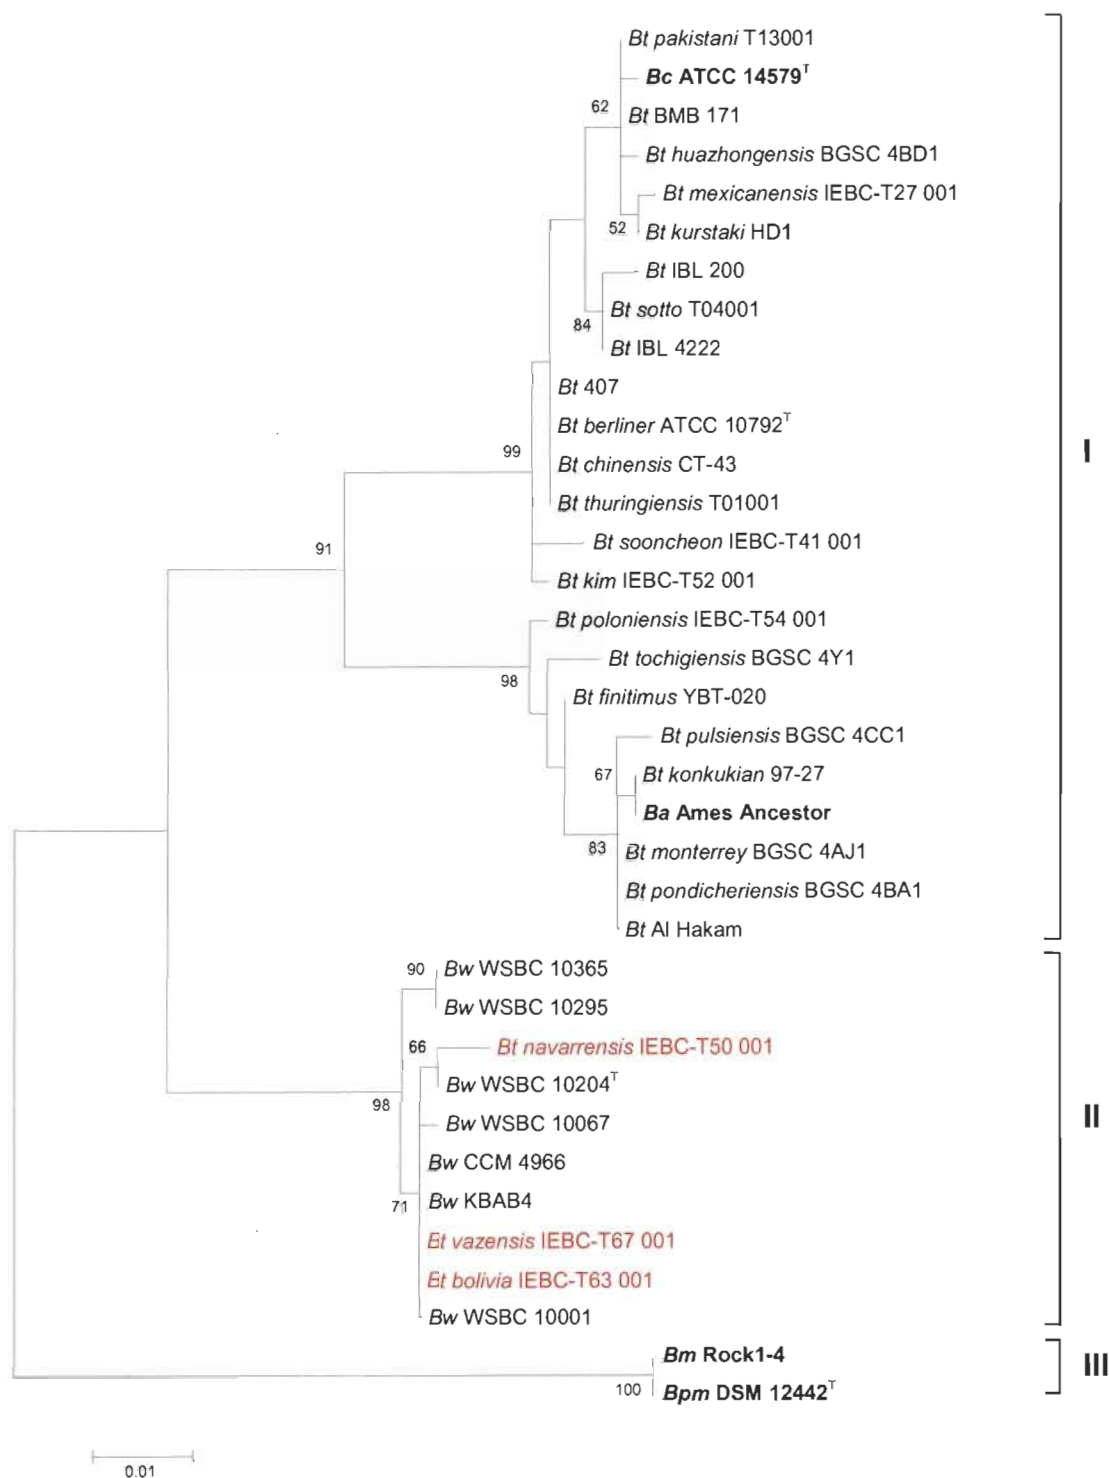 Bt pakistani T13001
Bc ATCC 14579T
62
Bt BMB 171
Bt huazhongensis BGSC 4BD1
Bt mexicanensis IEBC-T27 001
52
Bt kurstaki HD1
Bt IBL 200
Bt sotto T04001
84
Bt IBL 4222
Bt 407
Bt berliner ATCC 10792T
99
I
Bt chinensis CT-43
Bt thuringiensis T01001
Bt sooncheon IEBC-T41 001
91
Bt kim IEBC-T52 001
Bt poloniensis IEBC-T54 001
Bt tochigiensis BGSC 4Y1
98
Bt finitimus YBT-020
Bt pulsiensis BGSC 4CC1
67
Bt konkukian 97-27
Ba Ames Ancestor
83
Bt monterrey BGSC 4AJ1
Bt pondicheriensis BGSC 4BA1
Bt Al Hakam
90
Bw WSBC 10365
Bw WSBC 10295
66
Bt navarrensis IEBC-T50 001
Bw WSBC 10204T
98
Bw WSBC 10067
II
Bw CCM 4966
71
Bw KBAB4
Bt vazensis IEBC-T67 001
Bt bolivia IEBC-T63 001
Bw WSBC 10001
Bm Rock1-4
III
100
Bpm DSM 12442T
0.01